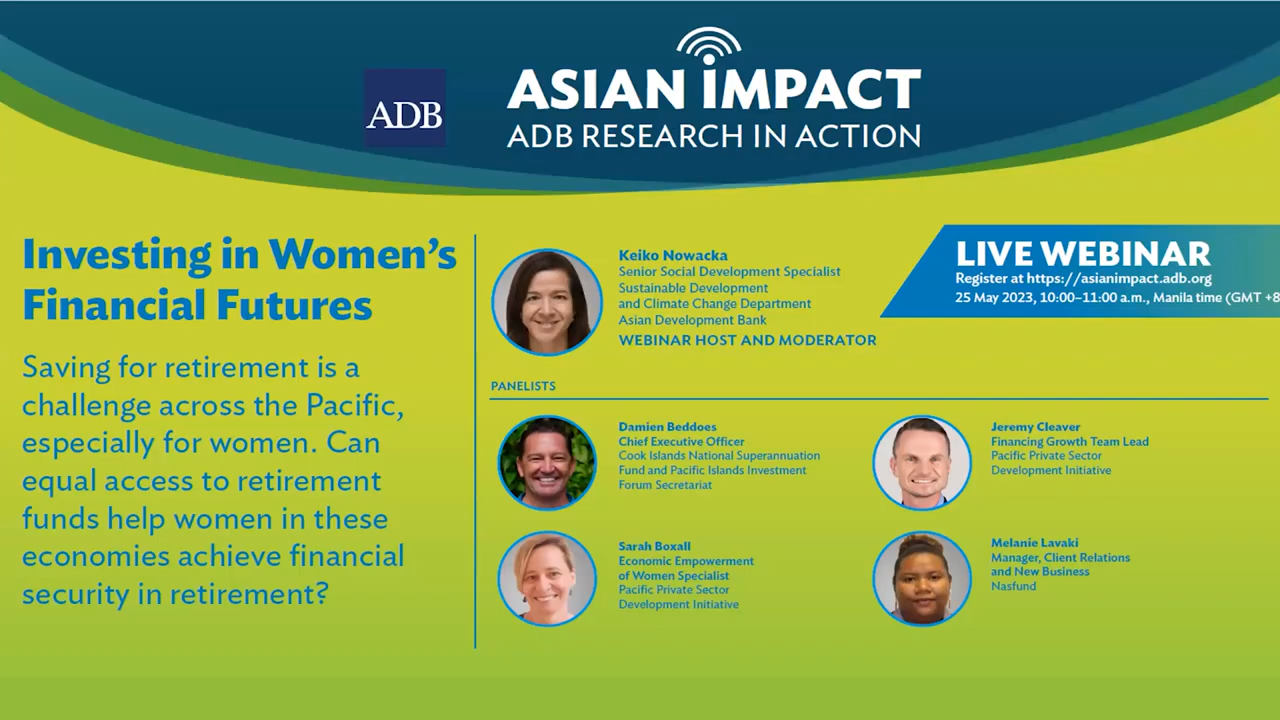 ADB
ASIAN IMPACT
ADB RESEARCH IN ACTION
Investing in Women's
Financial Futures
Saving for retirement is a
challenge across the Pacific,
especially for women. Can
equal access to retirement
funds help women in these
economies achieve financial
security in retirement?
Keiko Nowacka
Senior Social Development Specialist
Sustainable Development
and Climate Change Department
Asian Development Bank
WEBINAR HOST AND MODERATOR
LIVE WEBINAR
Register at https://asianimpact.adb.org
25 May 2023, 10:00–11:00 a.m., Manila time (GMT +8
PANELISTS
Damien Beddoes
Chief Executive Officer
Cook Islands National Superannuation
Fund and Pacific Islands Investment
Forum Secretariat
Jeremy Cleaver
Financing Growth Team Lead
Pacific Private Sector
Development Initiative
Sarah Boxall
Economic Empowerment
of Women Specialist
Pacific Private Sector
Development Initiative
Melanie Lavaki
Manager, Client Relations
and New Business
Nasfund